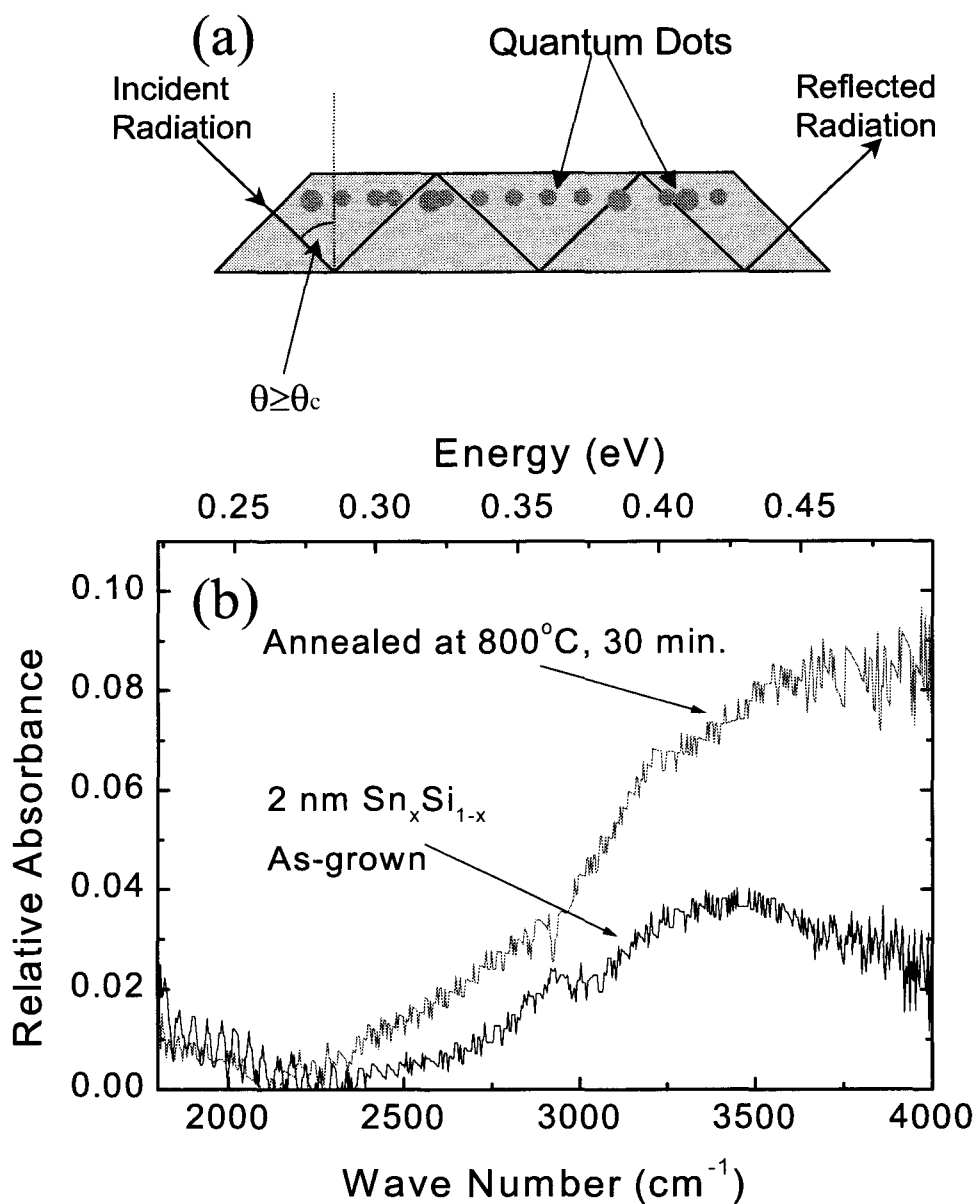 (a)
Quantum Dots
Incident
Radiation
Reflected
Radiation
θ≥θc
Energy (eV)
0.25 0.30 0.35 0.40 0.45
(b)
Annealed at 800°C, 30 min.
2 nm SnxSi1-x
As-grown
Relative Absorbance
0.10
0.08
0.06
0.04
0.02
0.00
2000 2500 3000 3500 4000
Wave Number (cm-1)